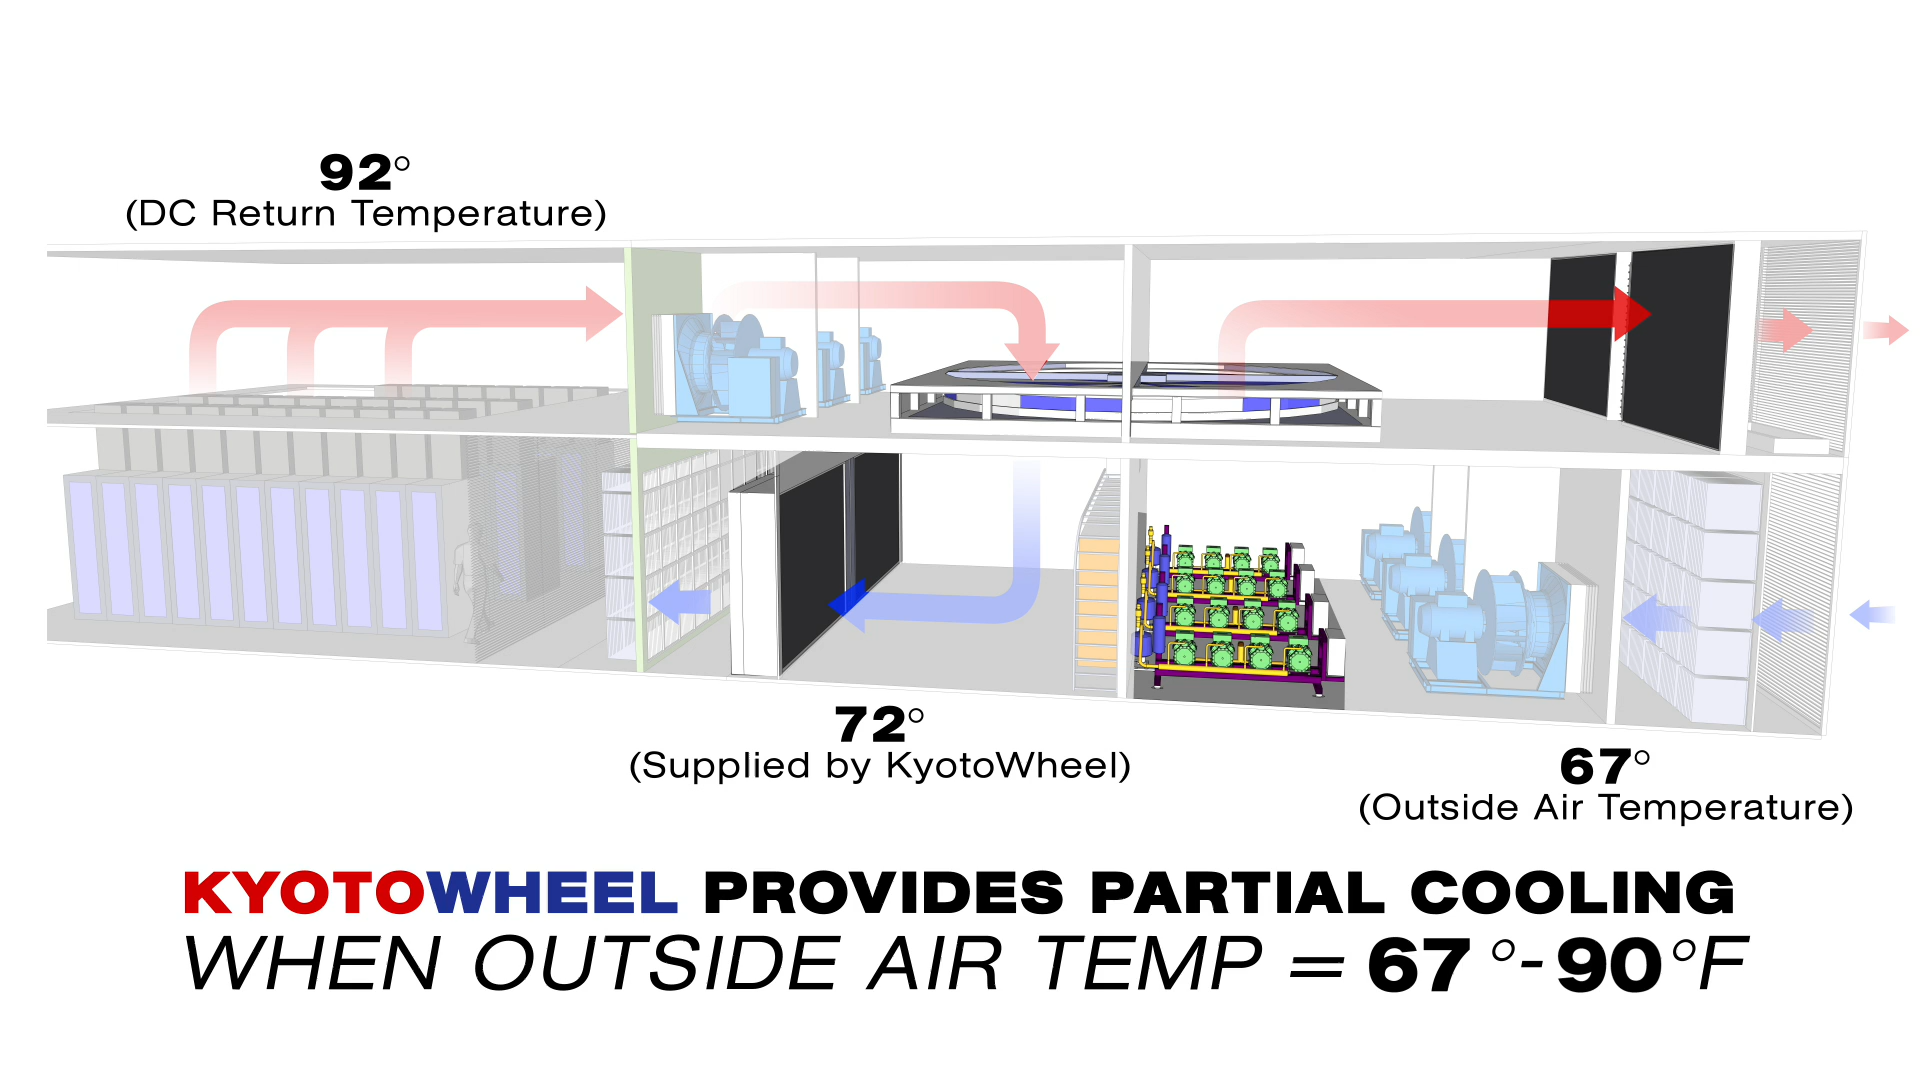 92°
(DC Return Temperature)
72°
(Supplied by KyotoWheel)
67°
(Outside Air Temperature)
KYOTOWHEEL PROVIDES PARTIAL COOLING
WHEN OUTSIDE AIR TEMP = 67°-90°F